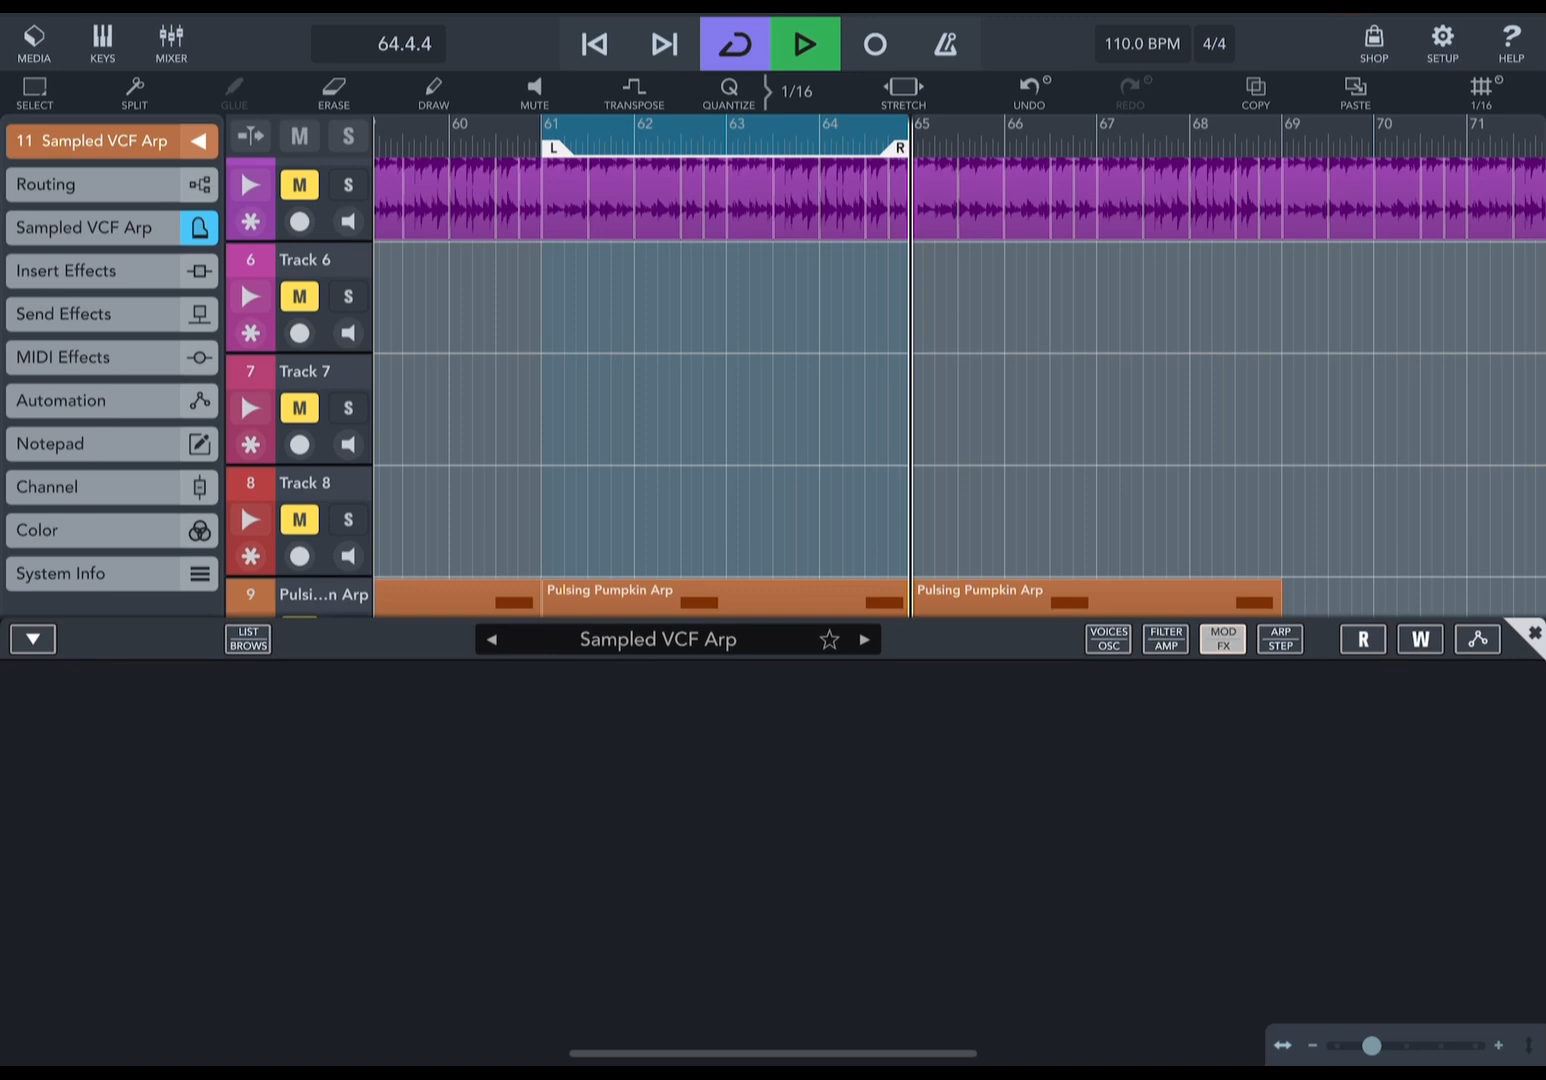 MEDIA
KEYS
MIXER
64.4.4
110.0 BPM
4/4
SHOP
SETUP
HELP
SELECT
SPLIT
GLUE
ERASE
DRAW
MUTE
TRANSPOSE
QUANTIZE
1/16
STRETCH
UNDO
REDO
COPY
PASTE
1/16
11 Sampled VCF Arp
M
S
60
61
62
63
64
65
66
67
68
69
70
71
L
R
Routing
M
S
Sampled VCF Arp
Insert Effects
6
Track 6
M
S
Send Effects
MIDI Effects
7
Track 7
M
S
Automation
Notepad
Channel
8
Track 8
M
S
Color
System Info
9
Pulsi...n Arp
Pulsing Pumpkin Arp
Pulsing Pumpkin Arp
LIST
BROWS
Sampled VCF Arp
VOICES
OSC
FILTER
AMP
MOD
FX
ARP
STEP
R
W